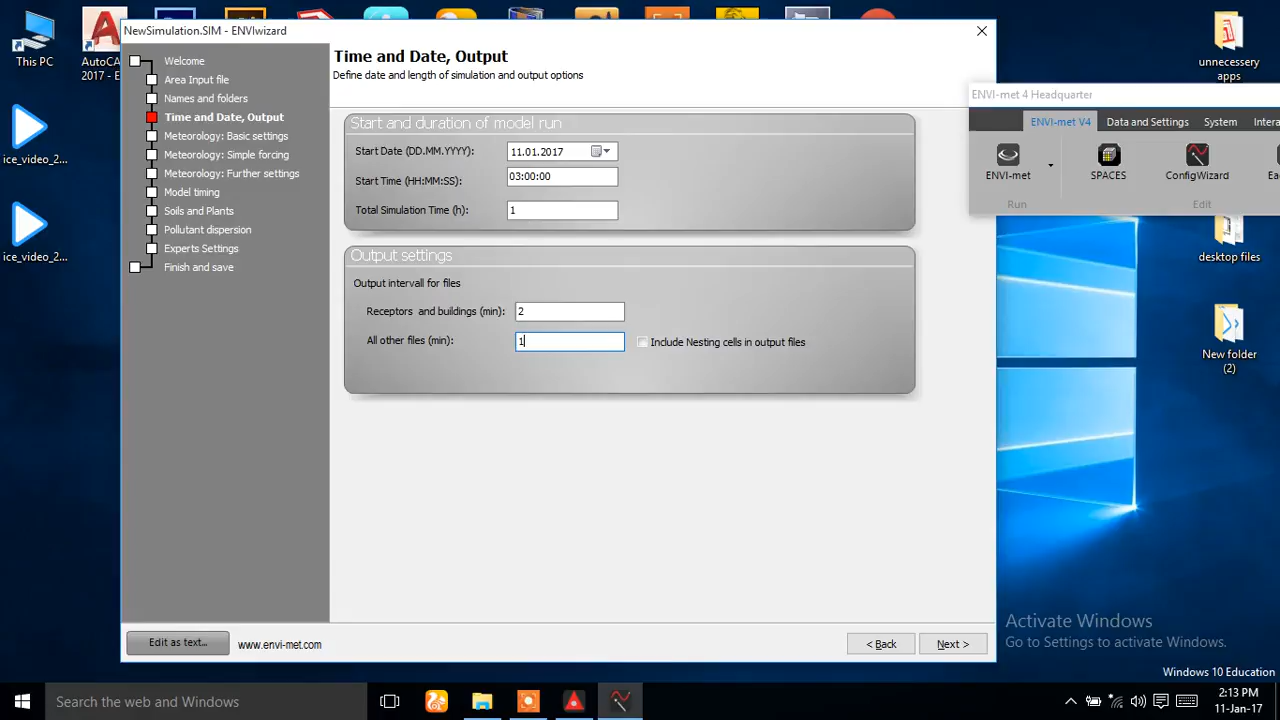 NewSimulation.SIM - ENVIwizard
This PC
AutoCA
2017 - E
ice_video_2...
ice_video_2...
Welcome
Area Input file
Names and folders
Time and Date, Output
Meteorology: Basic settings
Meteorology: Simple forcing
Meteorology: Further settings
Model timing
Soils and Plants
Pollutant dispersion
Experts Settings
Finish and save
Time and Date, Output
Define date and length of simulation and output options
Start and duration of model run
Start Date (DD.MM.YYYY): 11.01.2017
Start Time (HH:MM:SS): 03:00:00
Total Simulation Time (h): 1
Output settings
Output intervall for files
Receptors and buildings (min): 2
All other files (min): 1 Include Nesting cells in output files
Edit as text...
www.envi-met.com
< Back
Next >
unnecessary
apps
ENVI-met 4 Headquarter
ENVI-met V4 Data and Settings System Intera
ENVI-met SPACES ConfigWizard Ea
Run Edit
desktop files
New folder
(2)
Activate Windows
Go to Settings to activate Windows.
Windows 10 Education
Search the web and Windows
2:13 PM
11-Jan-17